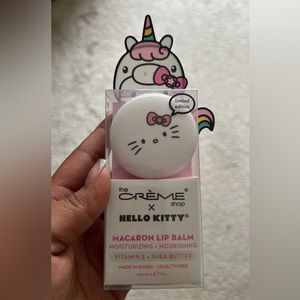 limited
edition
the
CRÈME
shop
×
HELLO KITTY®
MACARON LIP BALM
MOISTURIZING + NOURISHING
VITAMIN E + SHEA BUTTER
MADE IN KOREA • CRUELTY-FREE